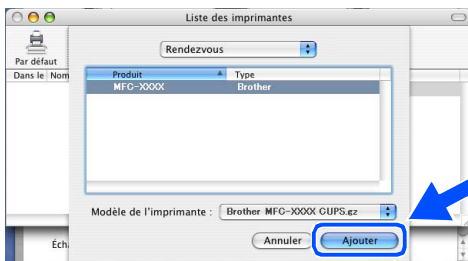 Liste des imprimantes
Rendezvous
Par défaut
Dans le Nom
Produit Type
MFC-XXXX Brother
Modèle de l'imprimante : Brother MFC-XXXX CUPS.gz
Annuler Ajouter
Éch